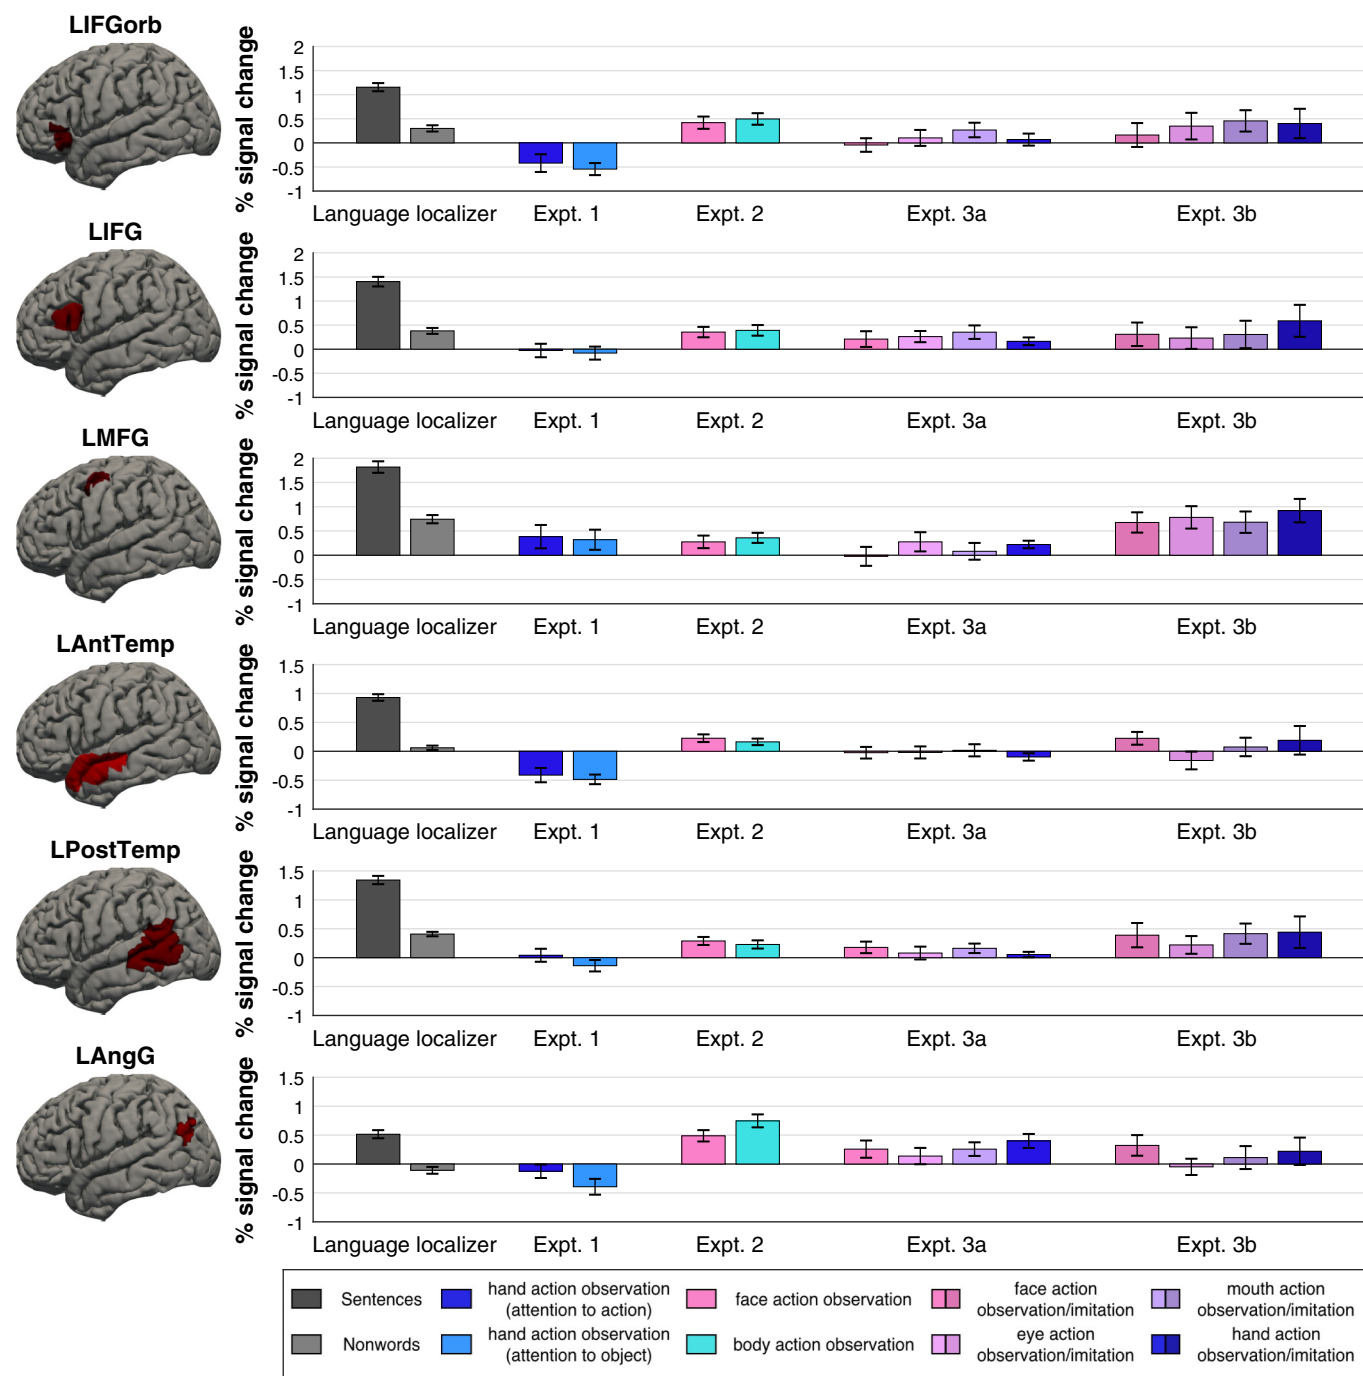 LIFGorb
% signal change
2
1.5
1
0.5
0
-0.5
-1
Language localizer Expt. 1 Expt. 2 Expt. 3a Expt. 3b
LIFG
% signal change
2
1.5
1
0.5
0
-0.5
-1
Language localizer Expt. 1 Expt. 2 Expt. 3a Expt. 3b
LMFG
% signal change
2
1.5
1
0.5
0
-0.5
-1
Language localizer Expt. 1 Expt. 2 Expt. 3a Expt. 3b
LAntTemp
% signal change
1.5
1
0.5
0
-0.5
-1
Language localizer Expt. 1 Expt. 2 Expt. 3a Expt. 3b
LPostTemp
% signal change
1.5
1
0.5
0
-0.5
-1
Language localizer Expt. 1 Expt. 2 Expt. 3a Expt. 3b
LAngG
% signal change
1.5
1
0.5
0
-0.5
-1
Language localizer Expt. 1 Expt. 2 Expt. 3a Expt. 3b
Sentences
hand action observation
(attention to action)
face action observation
face action
observation/imitation
mouth action
observation/imitation
Nonwords
hand action observation
(attention to object)
body action observation
eye action
observation/imitation
hand action
observation/imitation